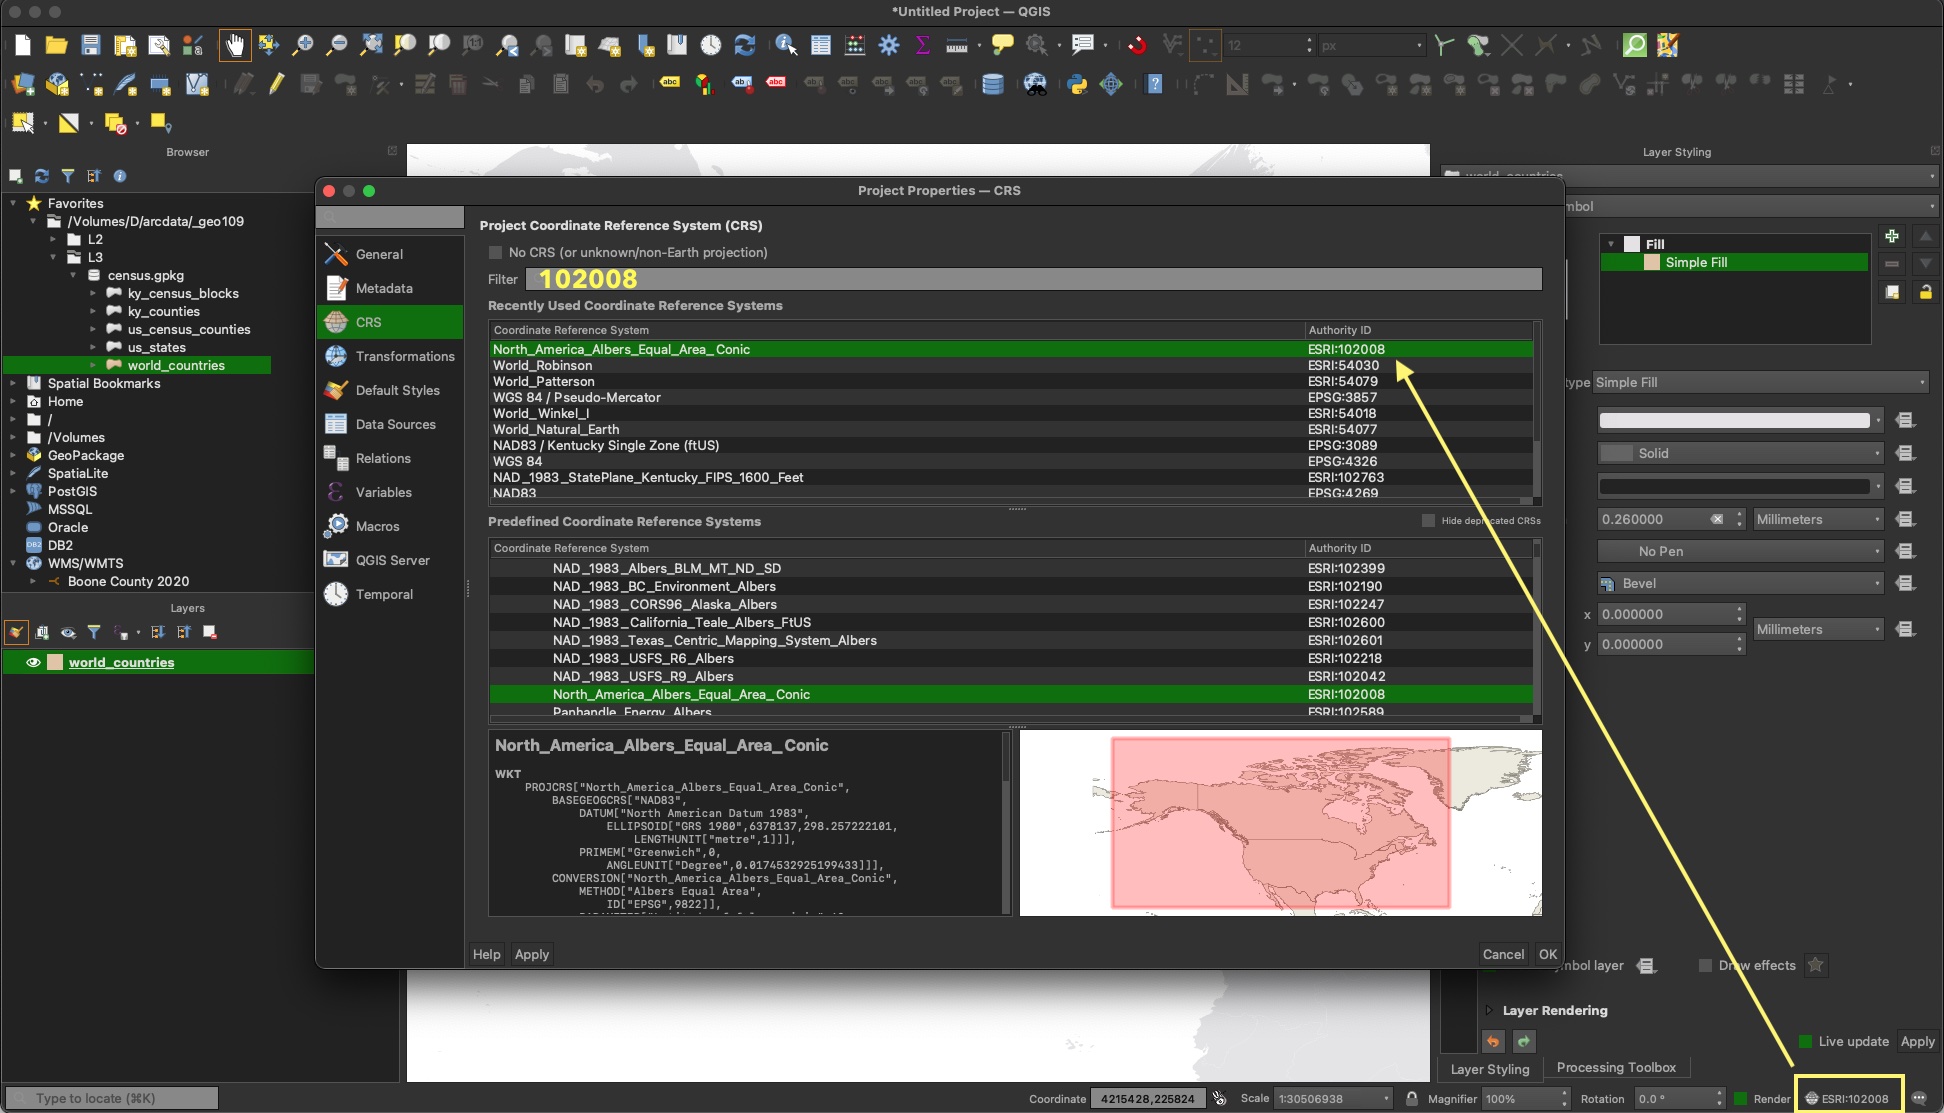 *Untitled Project — QGIS
12
px
Browser
Layer Styling
Favorites
/Volumes/D/arcdata/_geo109
L2
L3
census.gpkg
ky_census_blocks
ky_counties
us_census_counties
us_states
world_countries
Spatial Bookmarks
Home
/
/Volumes
GeoPackage
SpatiaLite
PostGIS
MSSQL
Oracle
DB2
WMS/WMTS
Boone County 2020
Layers
world_countries
Project Properties — CRS
General
Metadata
CRS
Transformations
Default Styles
Data Sources
Relations
Variables
Macros
QGIS Server
Temporal
Project Coordinate Reference System (CRS)
No CRS (or unknown/non-Earth projection)
Filter 102008
Recently Used Coordinate Reference Systems
Coordinate Reference System Authority ID
North_America_Albers_Equal_Area_Conic ESRI:102008
World_Robinson ESRI:54030
World_Patterson ESRI:54079
WGS 84 / Pseudo-Mercator EPSG:3857
World_Winkel_I ESRI:54018
World_Natural_Earth ESRI:54077
NAD83 / Kentucky Single Zone (ftUS) EPSG:3089
WGS 84 EPSG:4326
NAD_1983_StatePlane_Kentucky_FIPS_1600_Feet ESRI:102763
NAD83 EPSG:4269
Predefined Coordinate Reference Systems Hide deprecated CRSs
Coordinate Reference System Authority ID
NAD_1983_Albers_BLM_MT_ND_SD ESRI:102399
NAD_1983_BC_Environment_Albers ESRI:102190
NAD_1983_CORS96_Alaska_Albers ESRI:102247
NAD_1983_California_Teale_Albers_FtUS ESRI:102600
NAD_1983_Texas_Centric_Mapping_System_Albers ESRI:102601
NAD_1983_USFS_R6_Albers ESRI:102218
NAD_1983_USFS_R9_Albers ESRI:102042
North_America_Albers_Equal_Area_Conic ESRI:102008
Panhandle_Energy_Albers ESRI:102589
North_America_Albers_Equal_Area_Conic
WKT
PROJCRS["North_America_Albers_Equal_Area_Conic",
BASEGEOGCRS["NAD83",
DATUM["North American Datum 1983",
ELLIPSOID["GRS 1980",6378137,298.257222101,
LENGTHUNIT["metre",1]]],
PRIMEM["Greenwich",0,
ANGLEUNIT["Degree",0.0174532925199433]]],
CONVERSION["North_America_Albers_Equal_Area_Conic",
METHOD["Albers Equal Area",
ID["EPSG",9822]],
Help Apply Cancel OK
Fill
Simple Fill
Simple Fill
Solid
0.260000 Millimeters
No Pen
Bevel
x 0.000000
Millimeters
y 0.000000
layer Draw effects
Layer Rendering
Live update Apply
Layer Styling Processing Toolbox
Type to locate (⌘K)
Coordinate 4215428,225824 Scale 1:30506938 Magnifier 100% Rotation 0.0 ° Render ESRI:102008